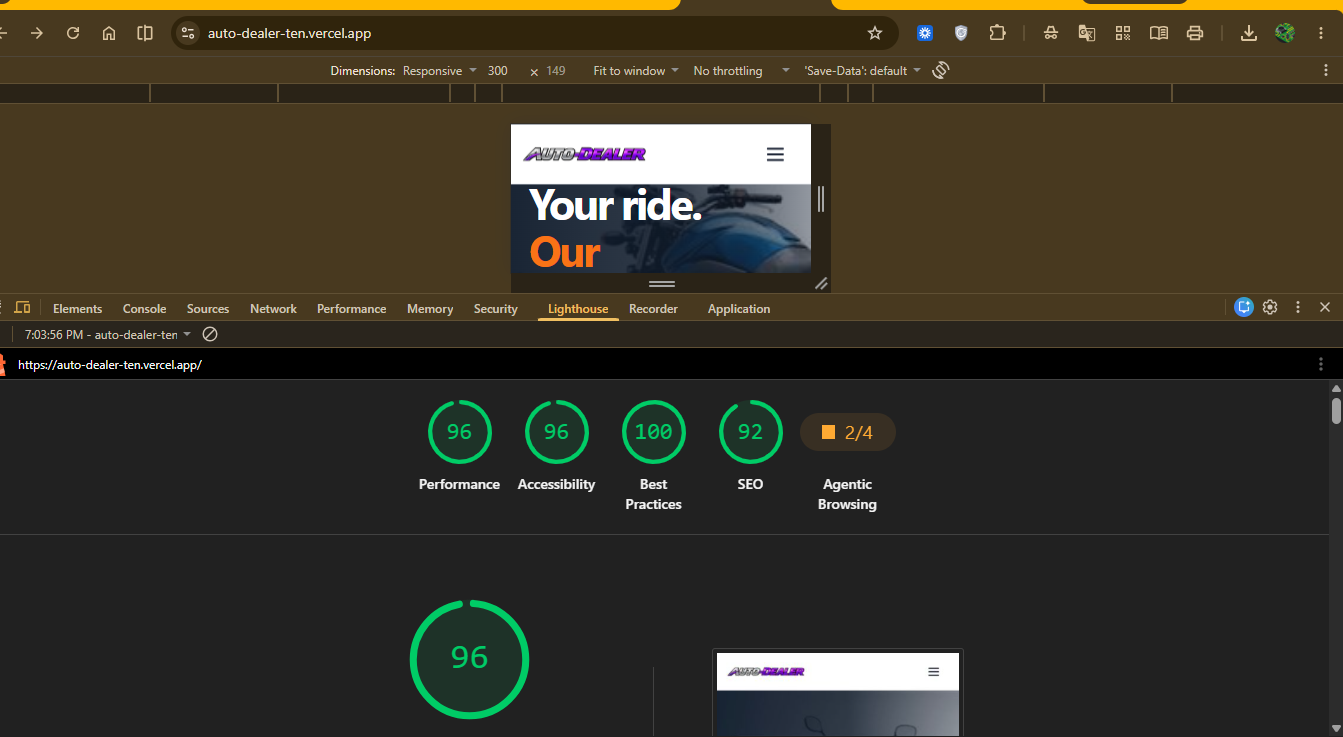 auto-dealer-ten.vercel.app
Dimensions: Responsive 300 × 149 Fit to window No throttling 'Save-Data': default
AUTO-DEALER
Your ride.
Our
Elements Console Sources Network Performance Memory Security Lighthouse Recorder Application
7:03:56 PM - auto-dealer-ten
https://auto-dealer-ten.vercel.app/
96 96 100 92 2/4
Performance Accessibility Best Practices SEO Agentic Browsing
96
AUTO-DEALER